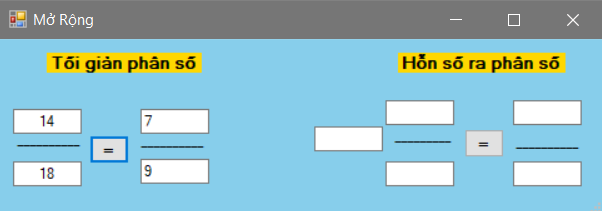 Mở Rộng
Tối giản phân số
Hỗn số ra phân số
14
7
=
=
18
9